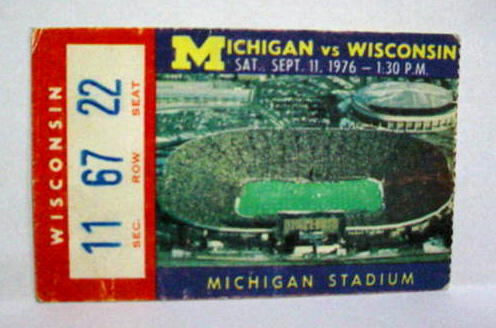 WISCONSIN
11 67 22
SEC. ROW SEAT
MICHIGAN vs WISCONSIN
SAT. SEPT. 11, 1976 – 1:30 P.M.
MICHIGAN STADIUM